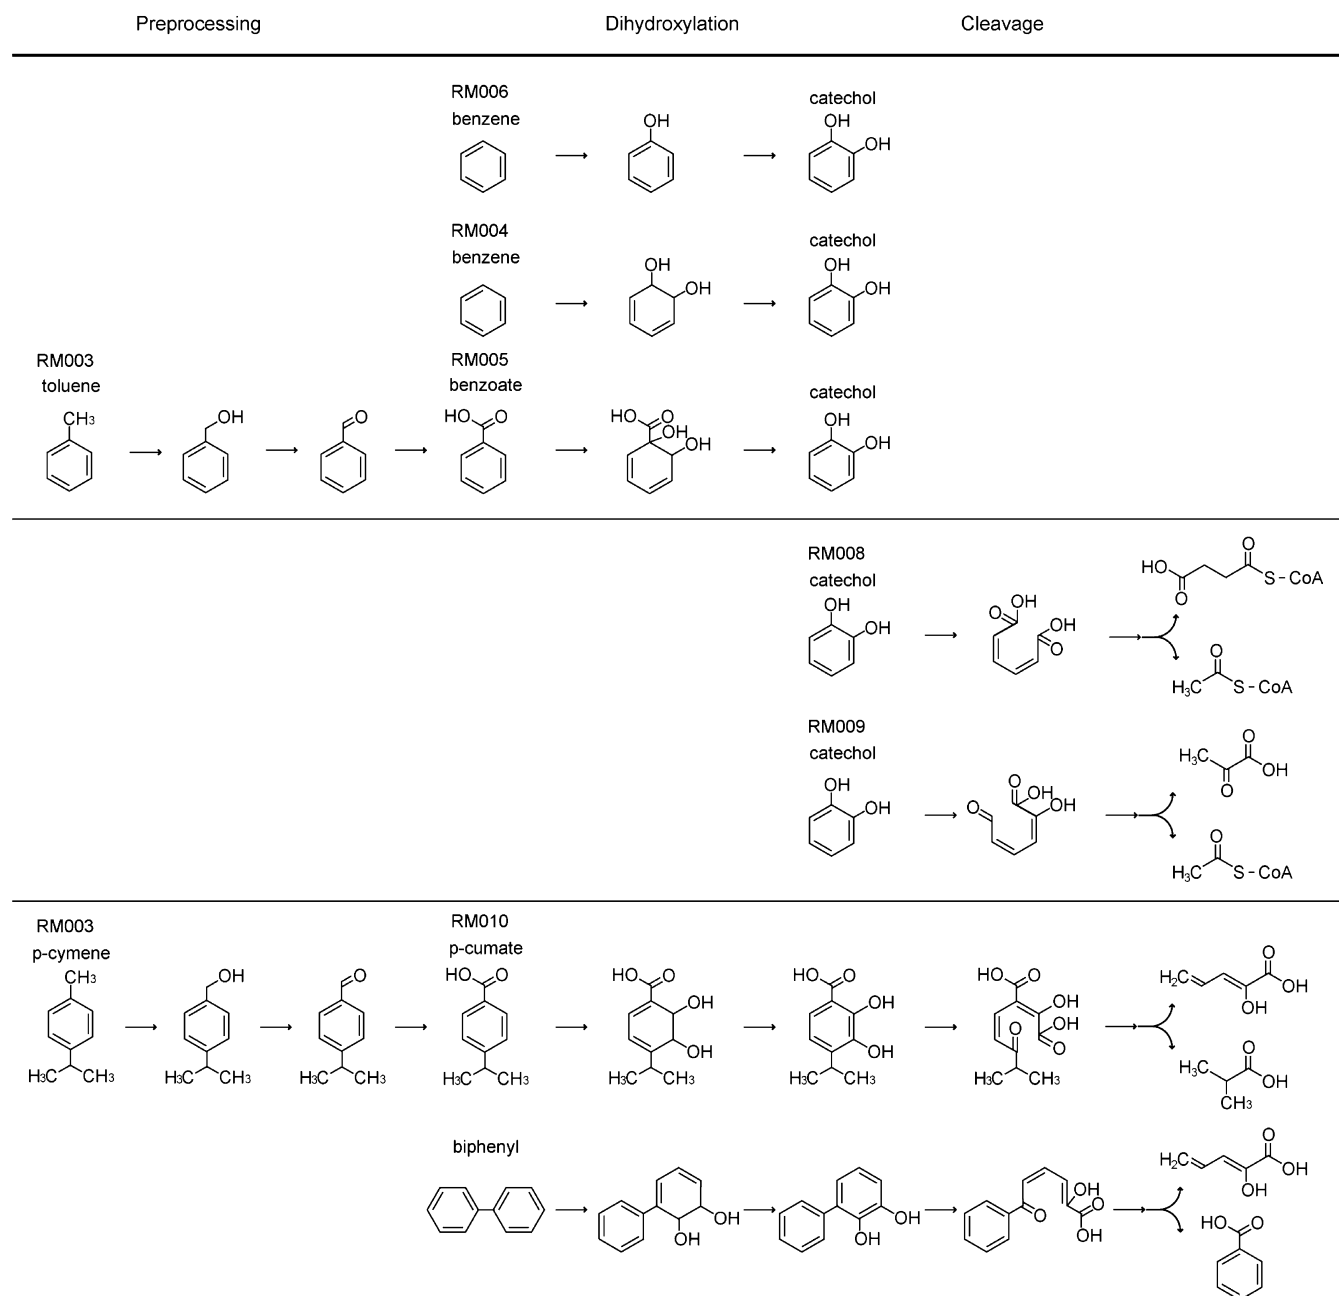 Preprocessing Dihydroxylation Cleavage
RM006
benzene
catechol
OH
OH
OH
RM004
benzene
catechol
OH
OH
OH
OH
RM003
toluene
RM005
benzoate
catechol
CH3
OH
O
HO O
HO O
OH
OH
OH
OH
RM008
catechol
OH
OH
O OH
OH
O
HO O
O S-CoA
O
H3C S-CoA
RM009
catechol
OH
OH
O
O
OH
OH
H3C O
O OH
O
H3C S-CoA
RM003
p-cymene
RM010
p-cumate
CH3
H3C CH3
OH
H3C CH3
O
H3C CH3
HO O
H3C CH3
HO O
OH
OH
H3C CH3
HO O
OH
OH
H3C CH3
HO O
OH
OH
O O
H3C CH3
H2C O
OH
OH
H3C O
OH
CH3
biphenyl
OH
OH
OH
OH
O
OH
O
OH
H2C O
OH
OH
HO O